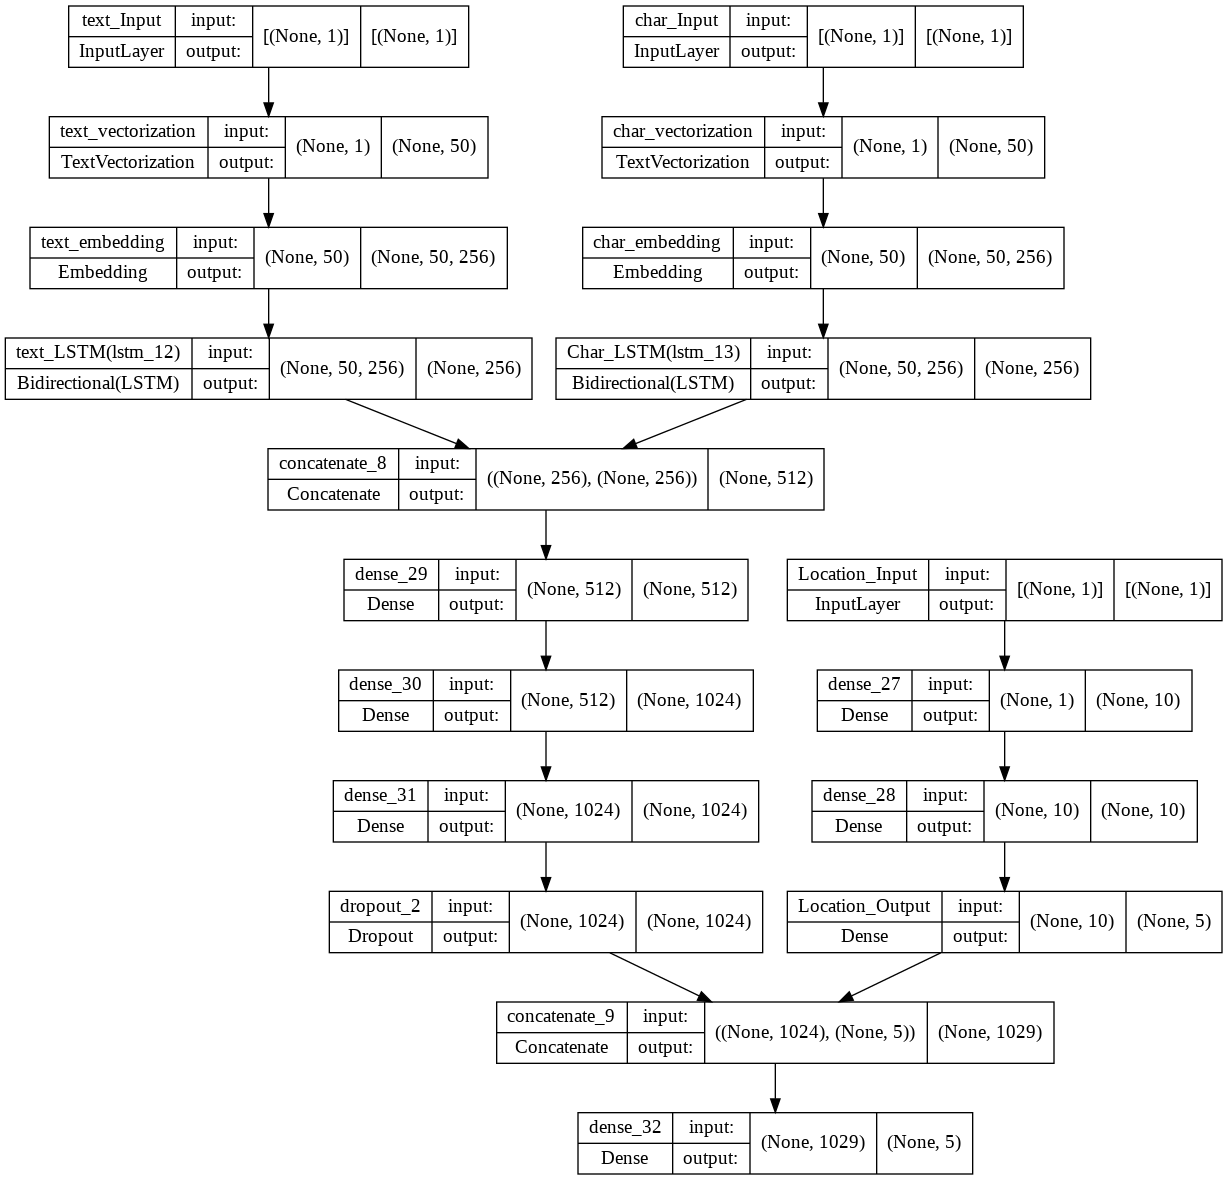 text_Input input: [(None, 1)] [(None, 1)]
InputLayer output:
char_Input input: [(None, 1)] [(None, 1)]
InputLayer output:
text_vectorization input: (None, 1) (None, 50)
TextVectorization output:
char_vectorization input: (None, 1) (None, 50)
TextVectorization output:
text_embedding input: (None, 50) (None, 50, 256)
Embedding output:
char_embedding input: (None, 50) (None, 50, 256)
Embedding output:
text_LSTM(lstm_12) input: (None, 50, 256) (None, 256)
Bidirectional(LSTM) output:
Char_LSTM(lstm_13) input: (None, 50, 256) (None, 256)
Bidirectional(LSTM) output:
concatenate_8 input: ((None, 256), (None, 256)) (None, 512)
Concatenate output:
dense_29 input: (None, 512) (None, 512)
Dense output:
Location_Input input: [(None, 1)] [(None, 1)]
InputLayer output:
dense_30 input: (None, 512) (None, 1024)
Dense output:
dense_27 input: (None, 1) (None, 10)
Dense output:
dense_31 input: (None, 1024) (None, 1024)
Dense output:
dense_28 input: (None, 10) (None, 10)
Dense output:
dropout_2 input: (None, 1024) (None, 1024)
Dropout output:
Location_Output input: (None, 10) (None, 5)
Dense output:
concatenate_9 input: ((None, 1024), (None, 5)) (None, 1029)
Concatenate output:
dense_32 input: (None, 1029) (None, 5)
Dense output: